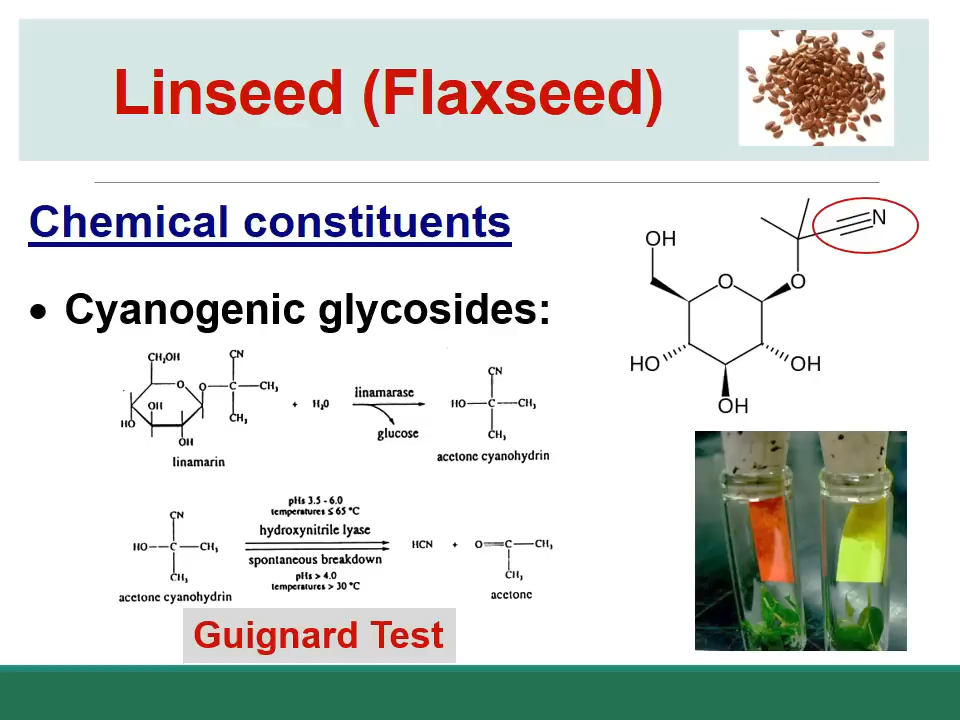 Linseed (Flaxseed)
Chemical constituents
• Cyanogenic glycosides:
OH
O
N
O
HO
OH
OH
CH₂OH
CN
O
O
C
CH₃
OH
HO
CH₃
OH
linamarin
+ H₂O
linamarase
glucose
CN
HO—C—CH₃
CH₃
acetone cyanohydrin
CN
HO—C—CH₃
CH₃
acetone cyanohydrin
pHs 3.5 - 6.0
temperatures ≤ 65 °C
hydroxynitrile lyase
spontaneous breakdown
pHs > 4.0
temperatures > 30 °C
HCN + O=C—CH₃
CH₃
acetone
Guignard Test